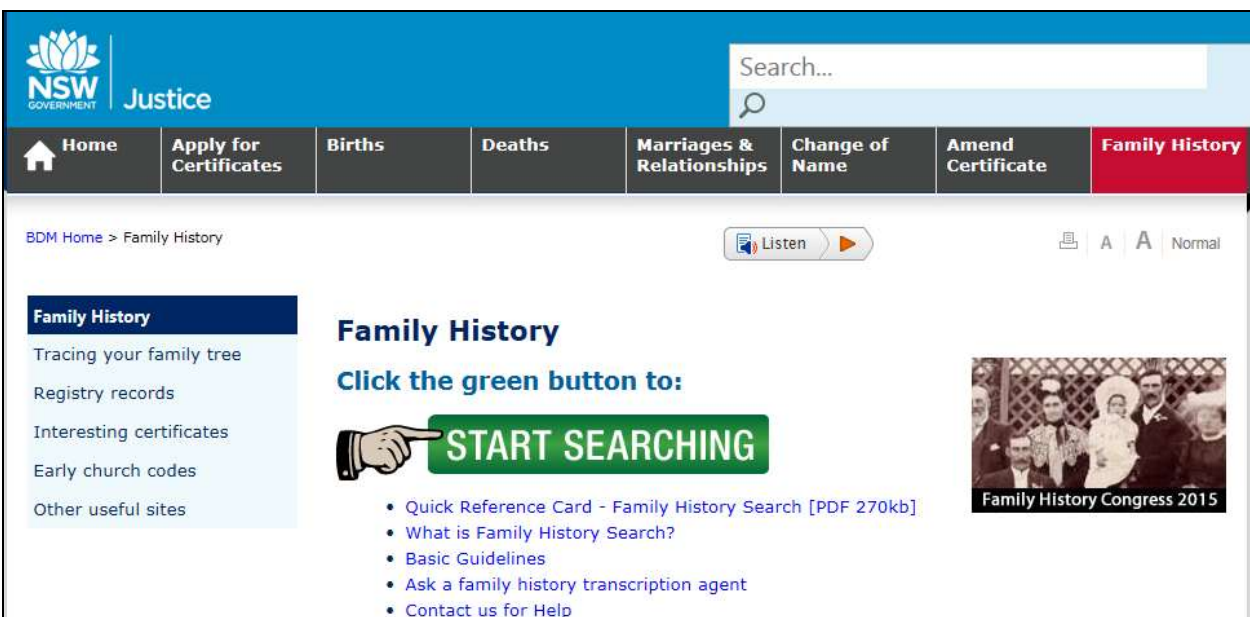 NSW
GOVERNMENT
Justice
Search...
Home
Apply for
Certificates
Births
Deaths
Marriages &
Relationships
Change of
Name
Amend
Certificate
Family History
BDM Home > Family History
Listen
A A Normal
Family History
Tracing your family tree
Registry records
Interesting certificates
Early church codes
Other useful sites
Family History
Click the green button to:
START SEARCHING
• Quick Reference Card - Family History Search [PDF 270kb]
• What is Family History Search?
• Basic Guidelines
• Ask a family history transcription agent
• Contact us for Help
Family History Congress 2015